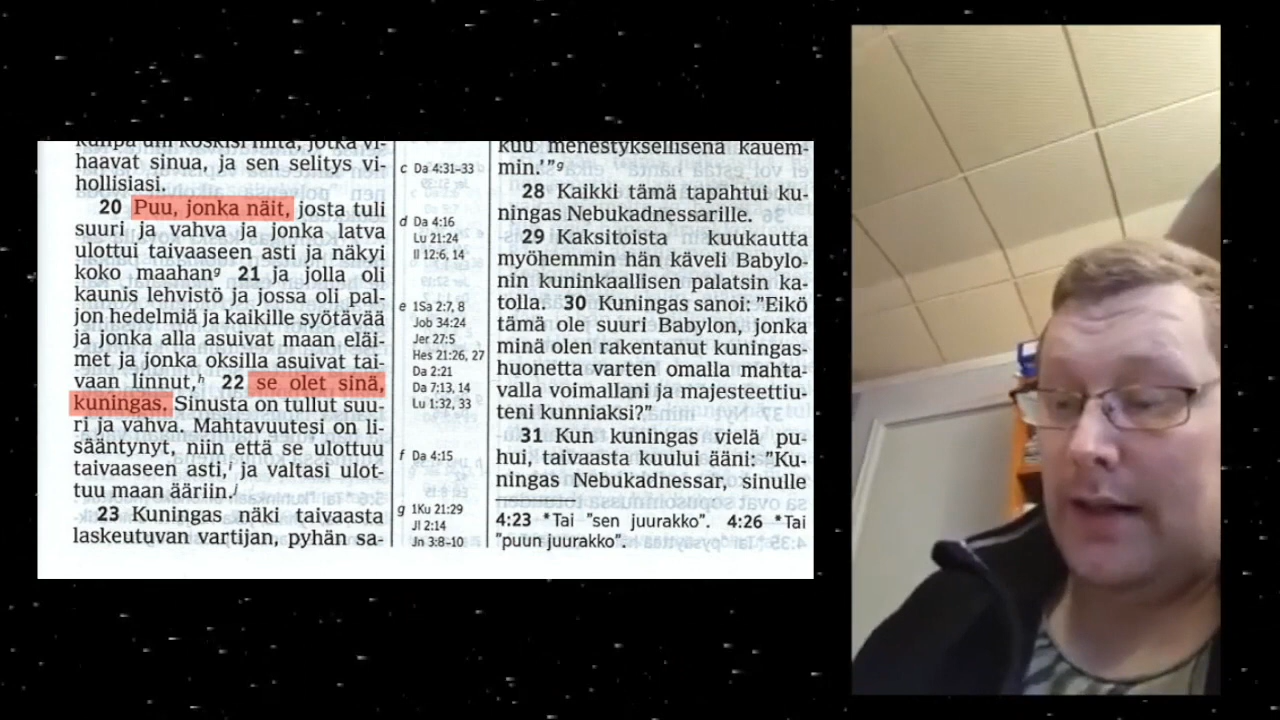 haavat sinua, ja sen selitys vi-
hollisiasi.
20 Puu, jonka näit, josta tuli
suuri ja vahva ja jonka latva
ulottui taivaaseen asti ja näkyi
koko maahan⁹ 21 ja jolla oli
kaunis lehvistö ja jossa oli pal-
jon hedelmiä ja kaikille syötävää
ja jonka alla asuivat maan eläi-
met ja jonka oksilla asuivat tai-
vaan linnut,ʰ 22 se olet sinä,
kuningas. Sinusta on tullut suu-
ri ja vahva. Mahtavuutesi on li-
sääntynyt, niin että se ulottuu
taivaaseen asti,ⁱ ja valtasi ulot-
tuu maan ääriin.ʲ
23 Kuningas näki taivaasta
laskeutuvan vartijan, pyhän sa-
c Da 4:31-33
d Da 4:16
Lu 21:24
Il 12:6, 14
e 1Sa 2:7, 8
Job 34:24
Jer 27:5
Hes 21:26, 27
Da 2:21
Da 7:13, 14
Lu 1:32, 33
f Da 4:15
g 1Ku 21:29
Jl 2:14
Jn 3:8-10
kuu menestyksellisenä kauem-
min.'"g
28 Kaikki tämä tapahtui ku-
ningas Nebukadnessarille.
29 Kaksitoista kuukautta
myöhemmin hän käveli Babylo-
nin kuninkaallisen palatsin ka-
tolla. 30 Kuningas sanoi: "Eikö
tämä ole suuri Babylon, jonka
minä olen rakentanut kuningas-
huonetta varten omalla mahta-
valla voimallani ja majesteettiu-
teni kunniaksi?"
31 Kun kuningas vielä pu-
hui, taivaasta kuului ääni: "Ku-
ningas Nebukadnessar, sinulle
4:23 *Tai "sen juurakko". 4:26 *Tai
"puun juurakko".